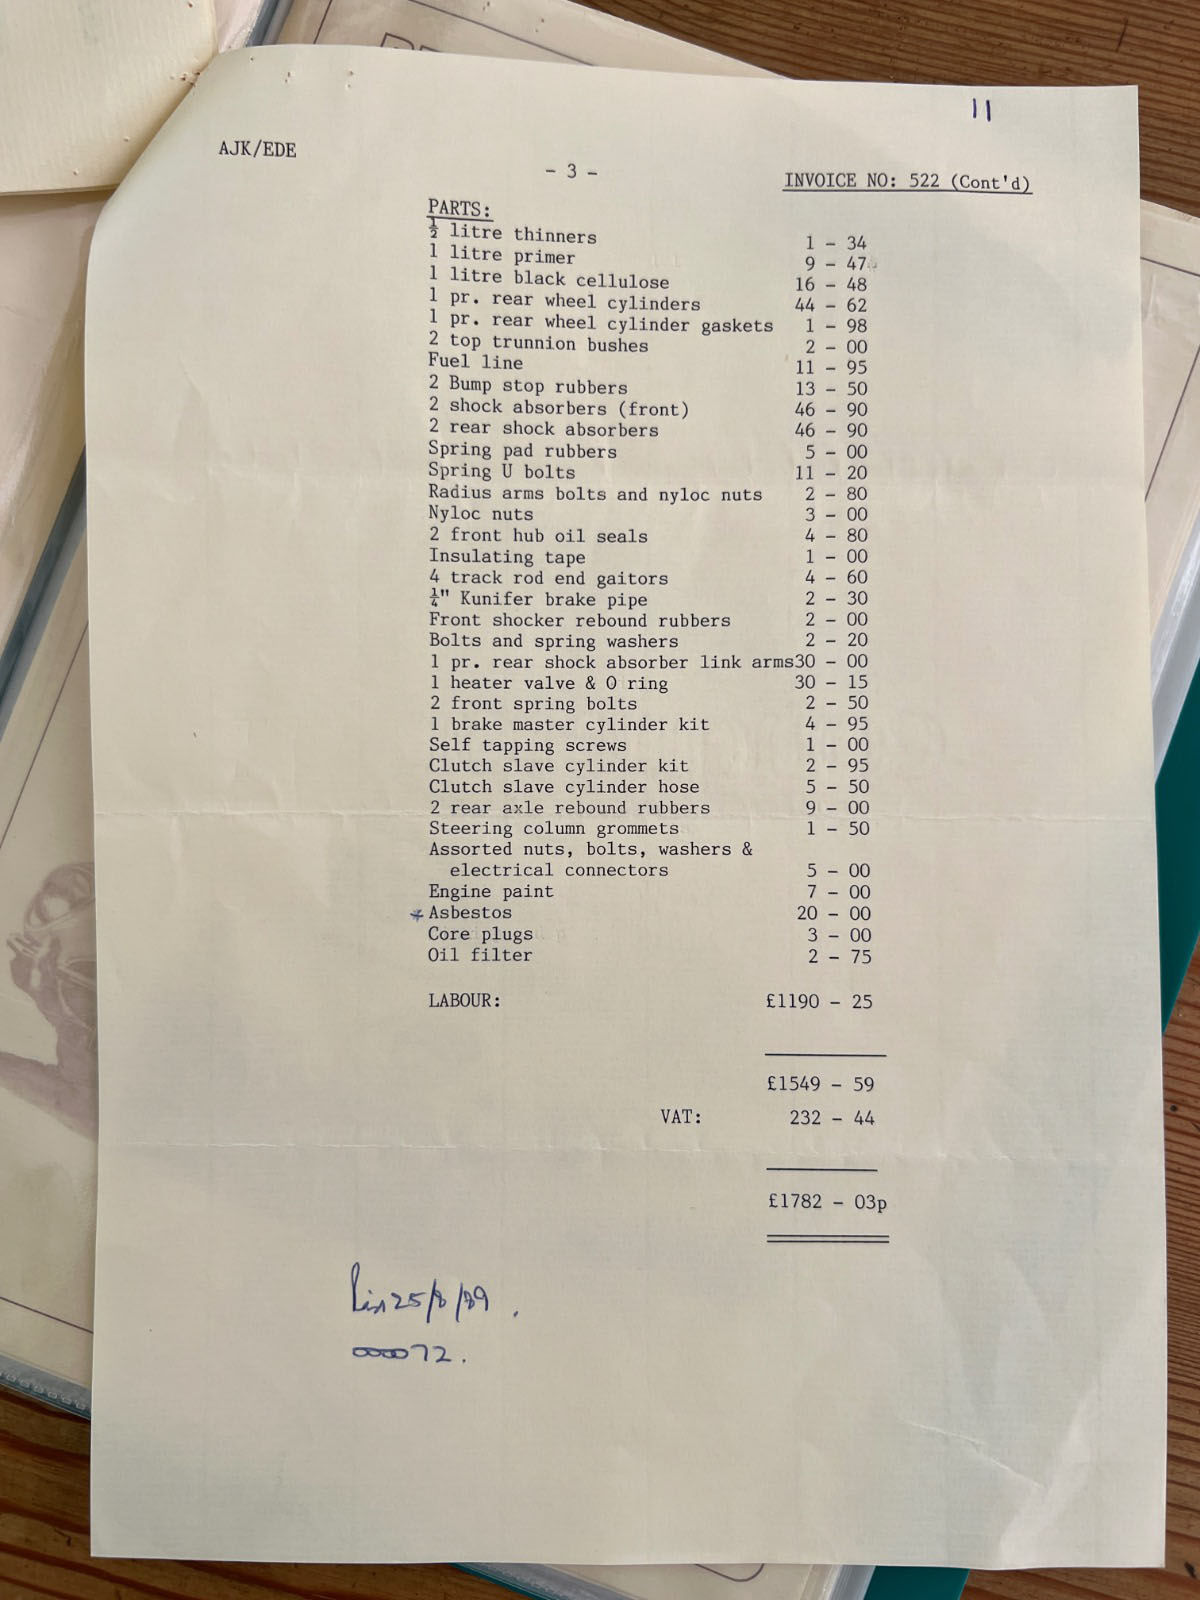 11
AJK/EDE
- 3 -
INVOICE NO: 522 (Cont'd)
PARTS:
½ litre thinners 1 - 34
1 litre primer 9 - 47
1 litre black cellulose 16 - 48
1 pr. rear wheel cylinders 44 - 62
1 pr. rear wheel cylinder gaskets 1 - 98
2 top trunnion bushes 2 - 00
Fuel line 11 - 95
2 Bump stop rubbers 13 - 50
2 shock absorbers (front) 46 - 90
2 rear shock absorbers 46 - 90
Spring pad rubbers 5 - 00
Spring U bolts 11 - 20
Radius arms bolts and nyloc nuts 2 - 80
Nyloc nuts 3 - 00
2 front hub oil seals 4 - 80
Insulating tape 1 - 00
4 track rod end gaitors 4 - 60
¼" Kunifer brake pipe 2 - 30
Front shocker rebound rubbers 2 - 00
Bolts and spring washers 2 - 20
1 pr. rear shock absorber link arms30 - 00
1 heater valve & O ring 30 - 15
2 front spring bolts 2 - 50
1 brake master cylinder kit 4 - 95
Self tapping screws 1 - 00
Clutch slave cylinder kit 2 - 95
Clutch slave cylinder hose 5 - 50
2 rear axle rebound rubbers 9 - 00
Steering column grommets 1 - 50
Assorted nuts, bolts, washers &
electrical connectors 5 - 00
Engine paint 7 - 00
* Asbestos 20 - 00
Core plugs 3 - 00
Oil filter 2 - 75
LABOUR: £1190 - 25
£1549 - 59
VAT: 232 - 44
£1782 - 03p
25/8/89.
000072.